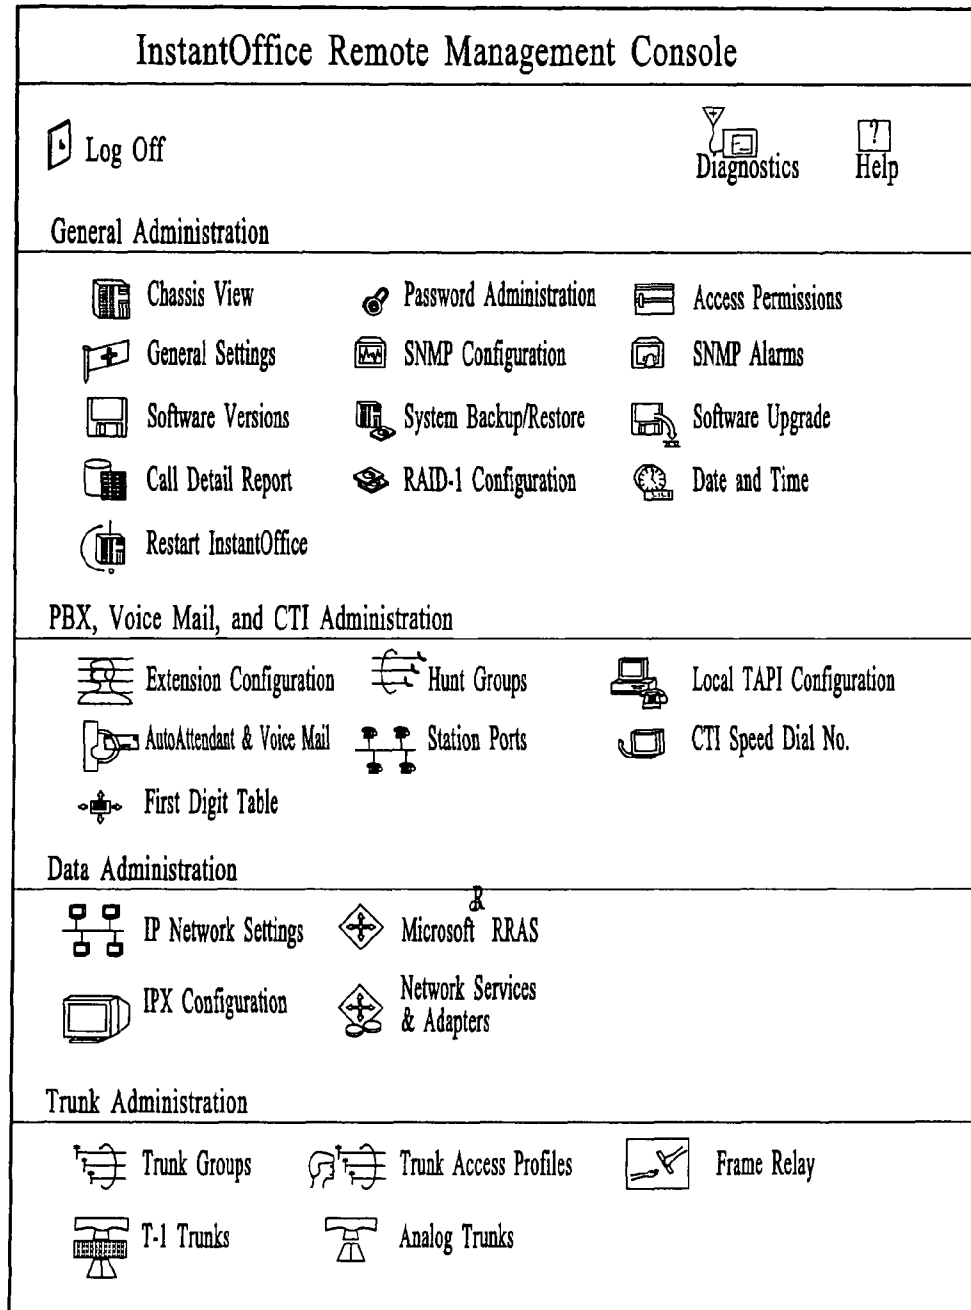 InstantOffice Remote Management Console
Log Off
Diagnostics
?
Help
General Administration
Chassis View
Password Administration
Access Permissions
General Settings
SNMP Configuration
SNMP Alarms
Software Versions
System Backup/Restore
Software Upgrade
Call Detail Report
RAID-1 Configuration
Date and Time
Restart InstantOffice
PBX, Voice Mail, and CTI Administration
Extension Configuration
Hunt Groups
Local TAPI Configuration
AutoAttendant & Voice Mail
Station Ports
CTI Speed Dial No.
First Digit Table
Data Administration
IP Network Settings
R
Microsoft RRAS
IPX Configuration
Network Services
& Adapters
Trunk Administration
Trunk Groups
Trunk Access Profiles
Frame Relay
T-1 Trunks
Analog Trunks